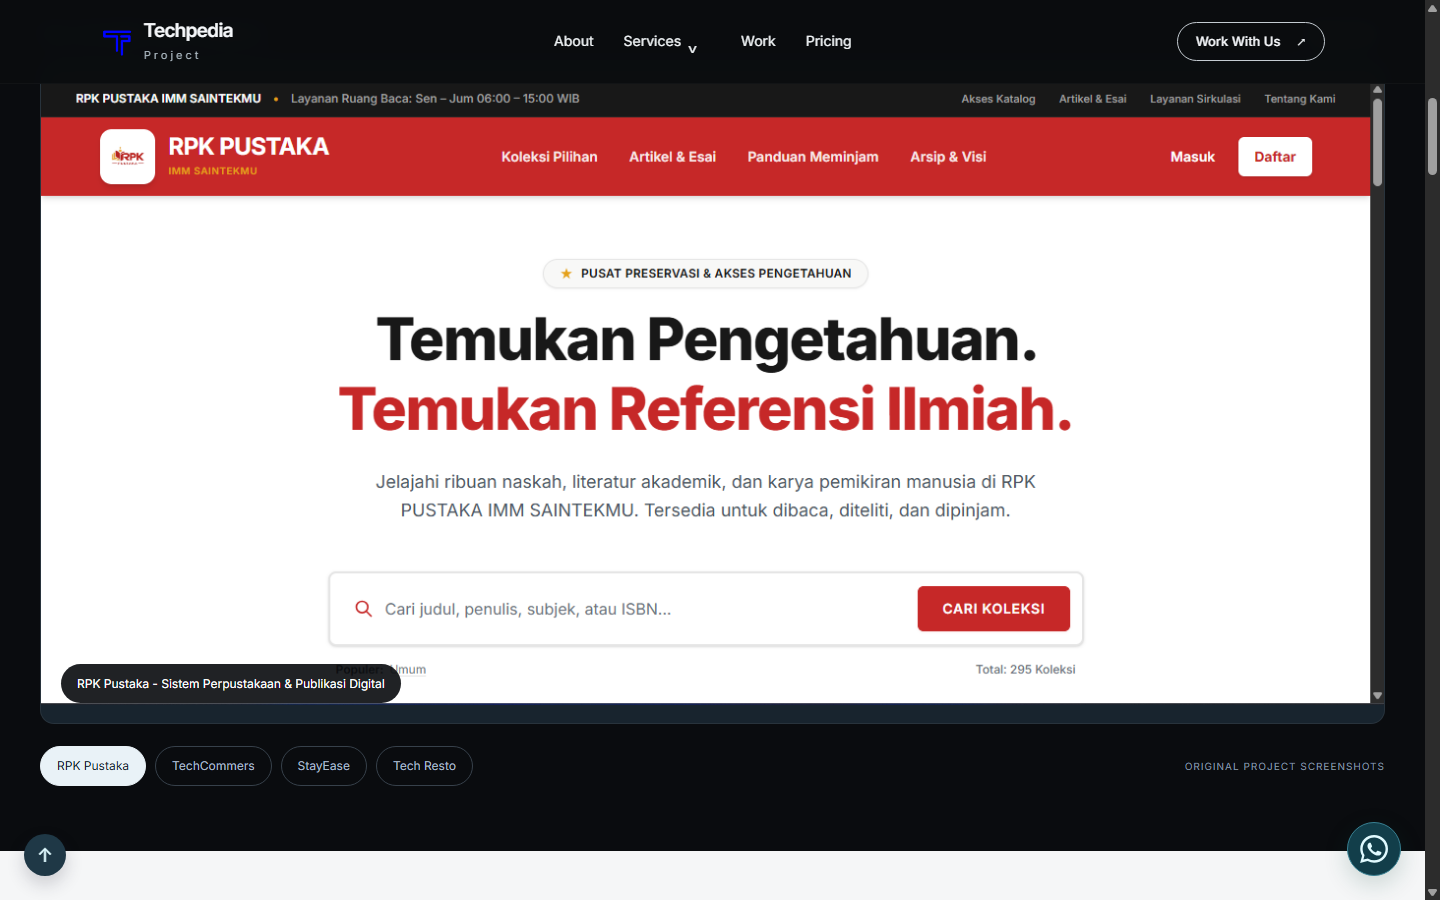 Techpedia
Project
About
Services
Work
Pricing
Work With Us
RPK PUSTAKA IMM SAINTEKMU • Layanan Ruang Baca: Sen – Jum 06:00 – 15:00 WIB
Akses Katalog
Artikel & Esai
Layanan Sirkulasi
Tentang Kami
RPK
RPK PUSTAKA
IMM SAINTEKMU
Koleksi Pilihan
Artikel & Esai
Panduan Meminjam
Arsip & Visi
Masuk
Daftar
★ PUSAT PRESERVASI & AKSES PENGETAHUAN
Temukan Pengetahuan.
Temukan Referensi Ilmiah.
Jelajahi ribuan naskah, literatur akademik, dan karya pemikiran manusia di RPK
PUSTAKA IMM SAINTEKMU. Tersedia untuk dibaca, diteliti, dan dipinjam.
Cari judul, penulis, subjek, atau ISBN...
CARI KOLEKSI
Populer: Umum
Total: 295 Koleksi
RPK Pustaka - Sistem Perpustakaan & Publikasi Digital
RPK Pustaka
TechCommers
StayEase
Tech Resto
ORIGINAL PROJECT SCREENSHOTS